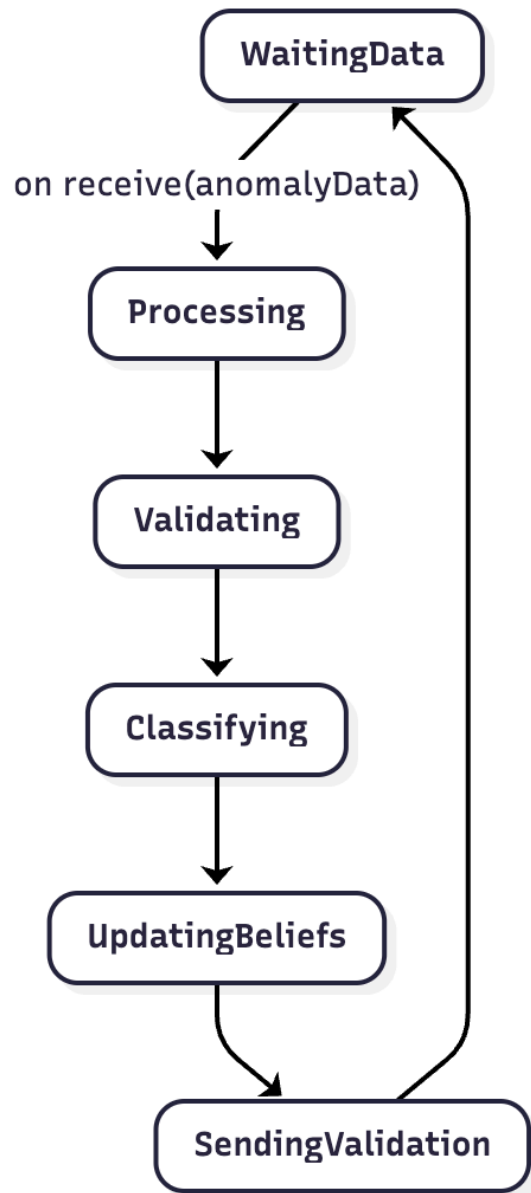 WaitingData
on receive(anomalyData)
Processing
Validating
Classifying
UpdatingBeliefs
SendingValidation